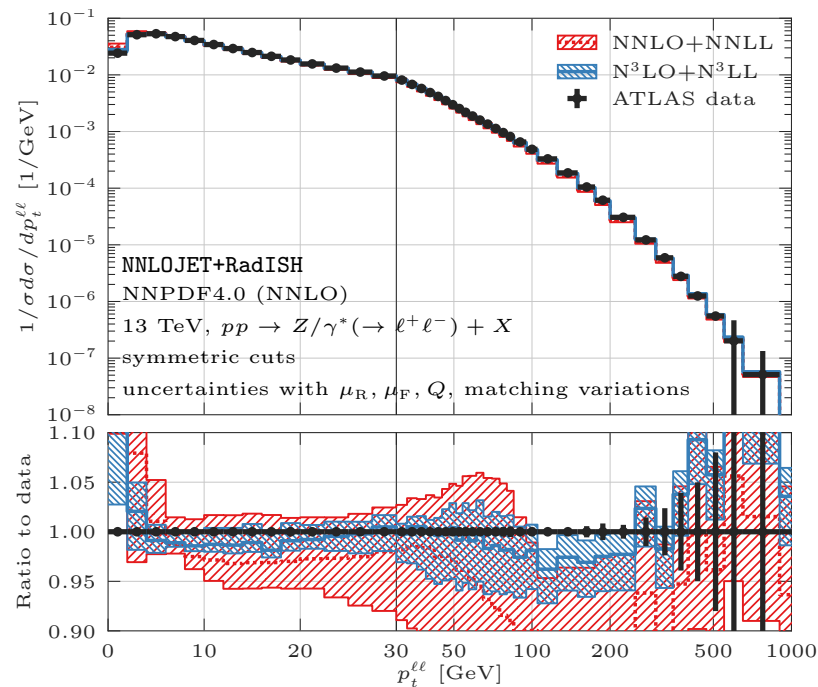 10⁻¹
10⁻²
10⁻³
10⁻⁴
10⁻⁵
10⁻⁶
10⁻⁷
10⁻⁸
1/σdσ/dp_t^{ℓℓ} [1/GeV]
NNLO+NNLL
N³LO+N³LL
ATLAS data
NNLOJET+RadISH
NNPDF4.0 (NNLO)
13 TeV, pp → Z/γ*(→ ℓ⁺ℓ⁻) + X
symmetric cuts
uncertainties with μ_R, μ_F, Q, matching variations
1.10
1.05
1.00
0.95
0.90
Ratio to data
0 10 20 30 50 100 200 500 1000
p_t^{ℓℓ} [GeV]